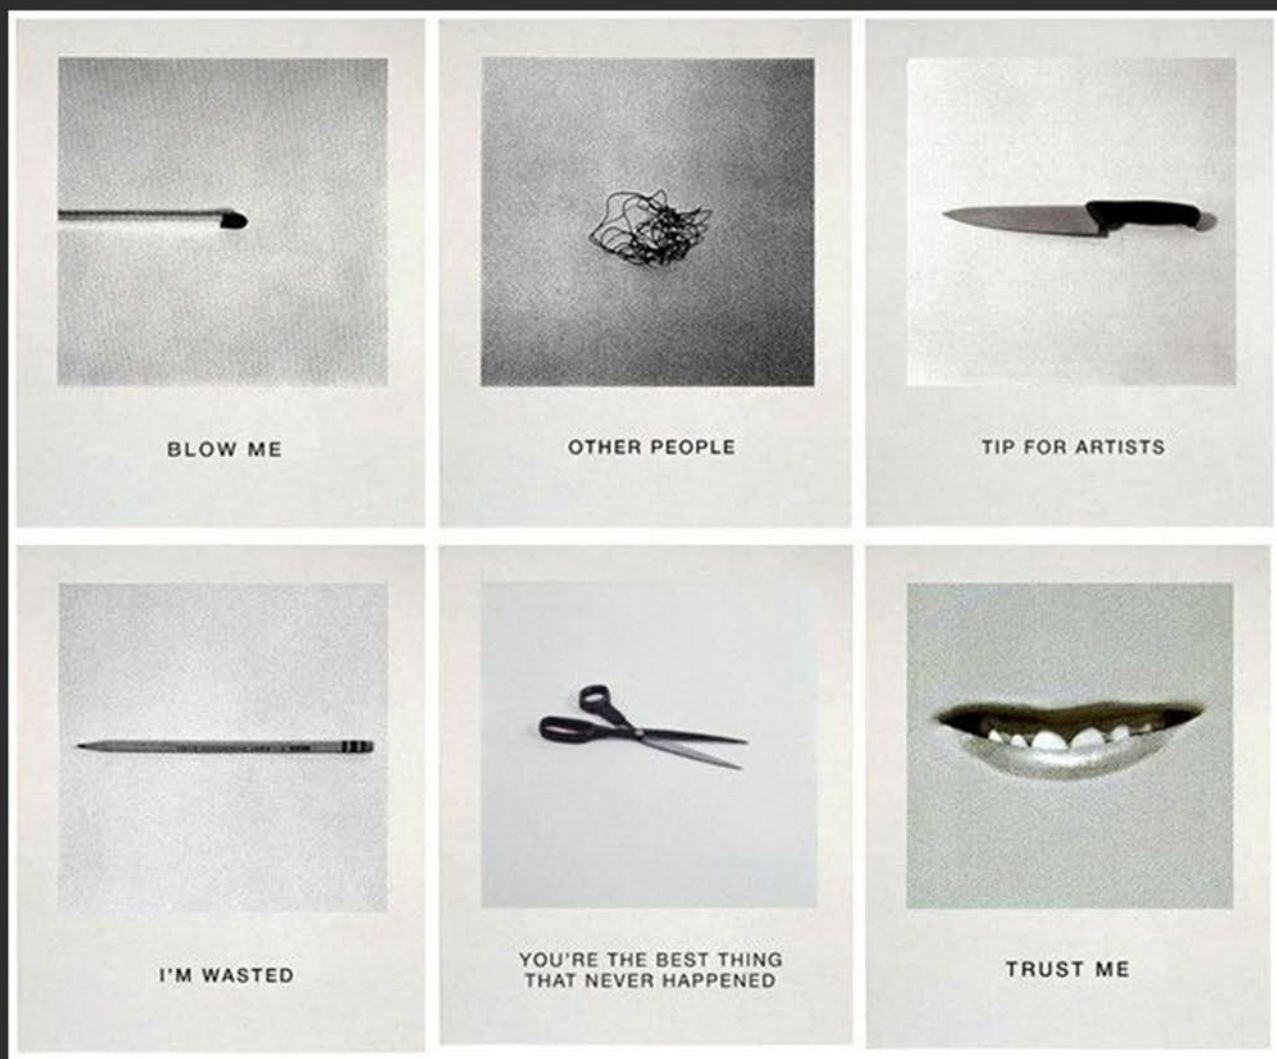 BLOW ME
OTHER PEOPLE
TIP FOR ARTISTS
I'M WASTED
YOU'RE THE BEST THING
THAT NEVER HAPPENED
TRUST ME